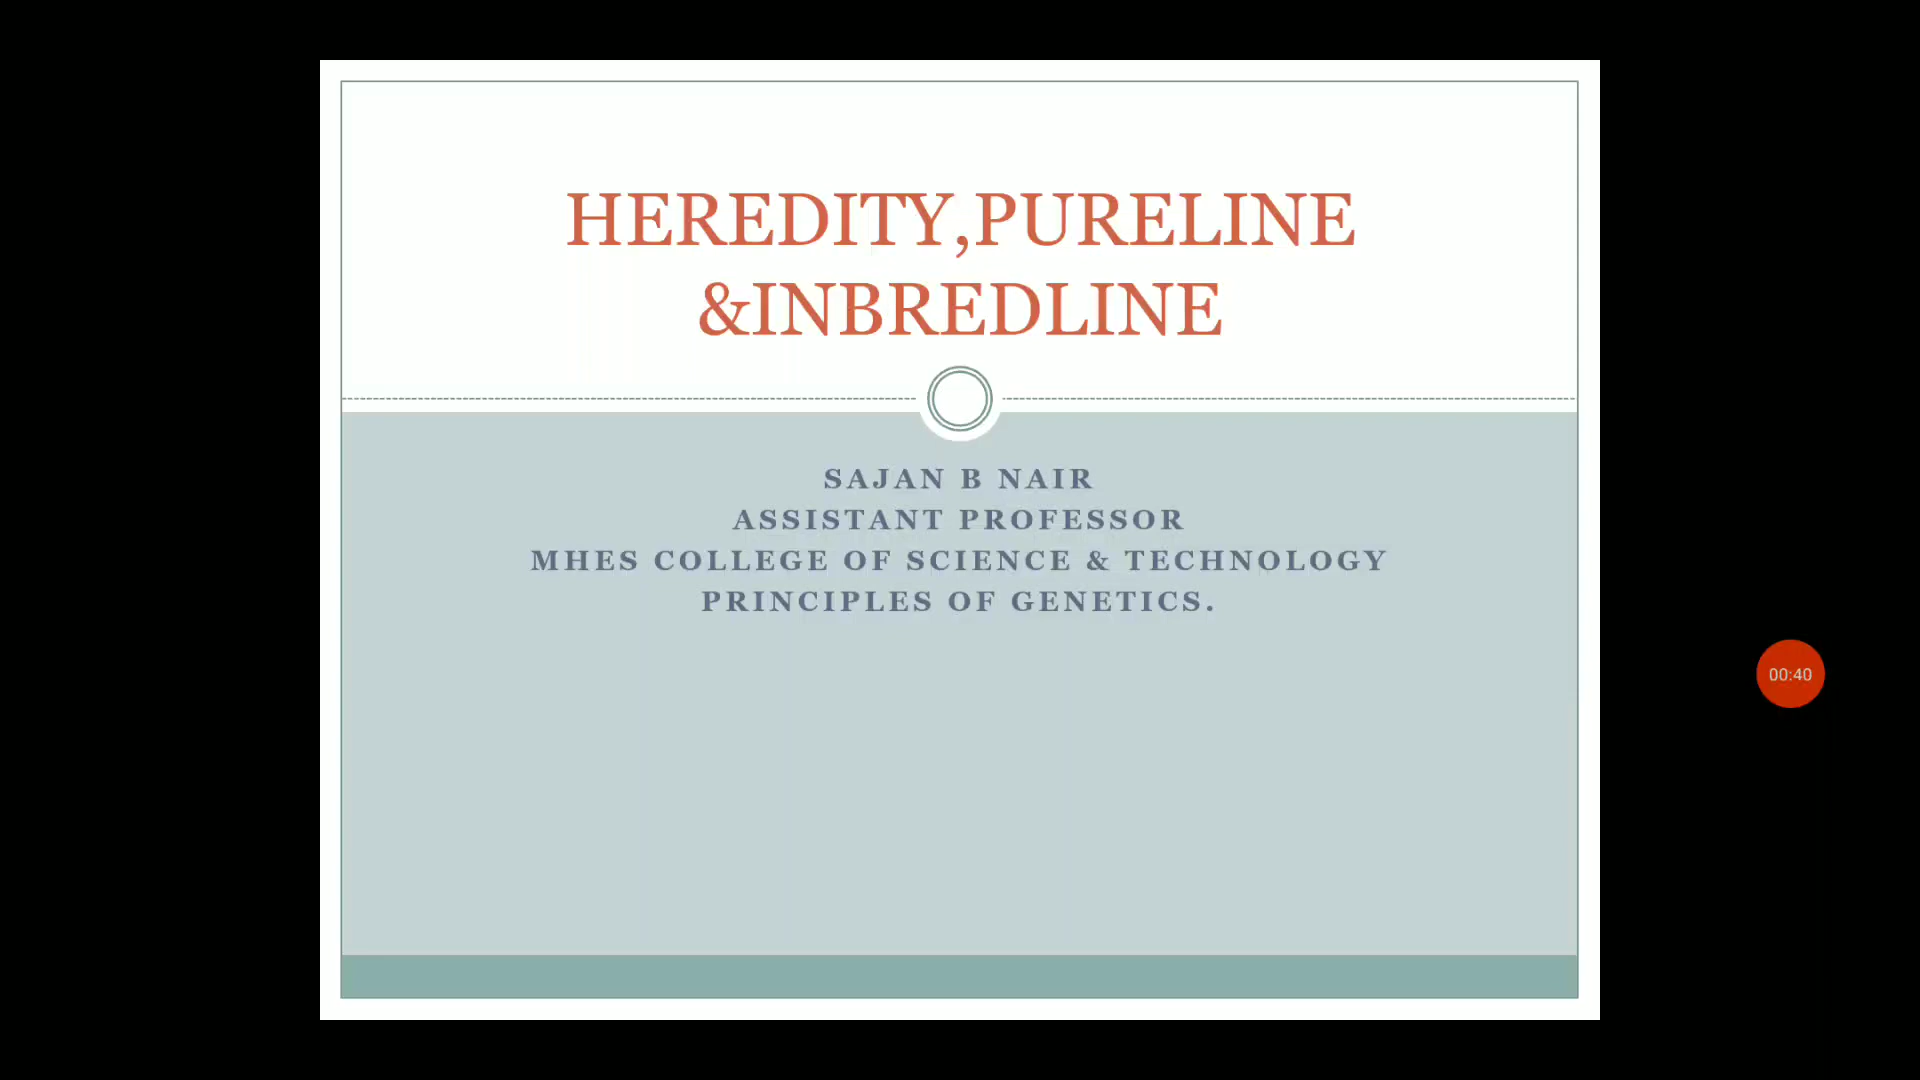 HEREDITY,PURELINE
&INBREDLINE
SAJAN B NAIR
ASSISTANT PROFESSOR
MHES COLLEGE OF SCIENCE & TECHNOLOGY
PRINCIPLES OF GENETICS.
00:40